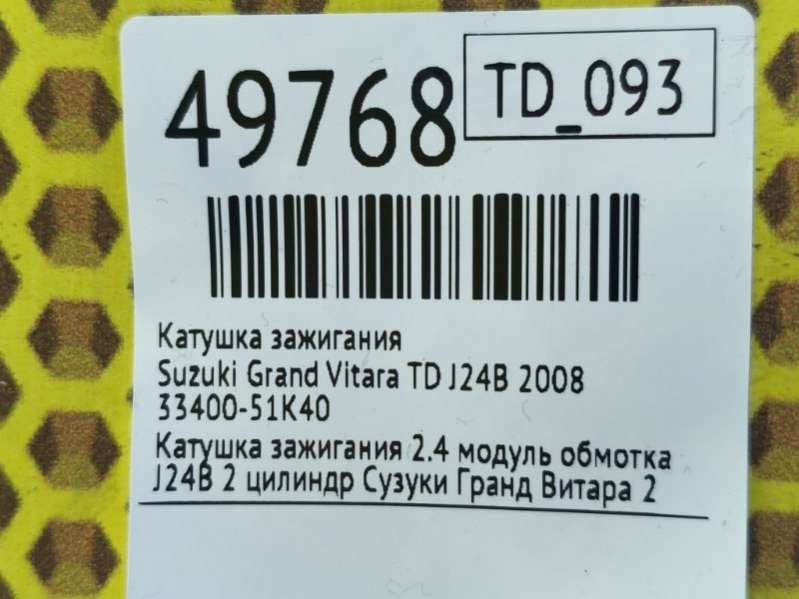 49768
TD_093
Катушка зажигания
Suzuki Grand Vitara TD J24B 2008
33400-51K40
Катушка зажигания 2.4 модуль обмотка
J24B 2 цилиндр Сузуки Гранд Витара 2